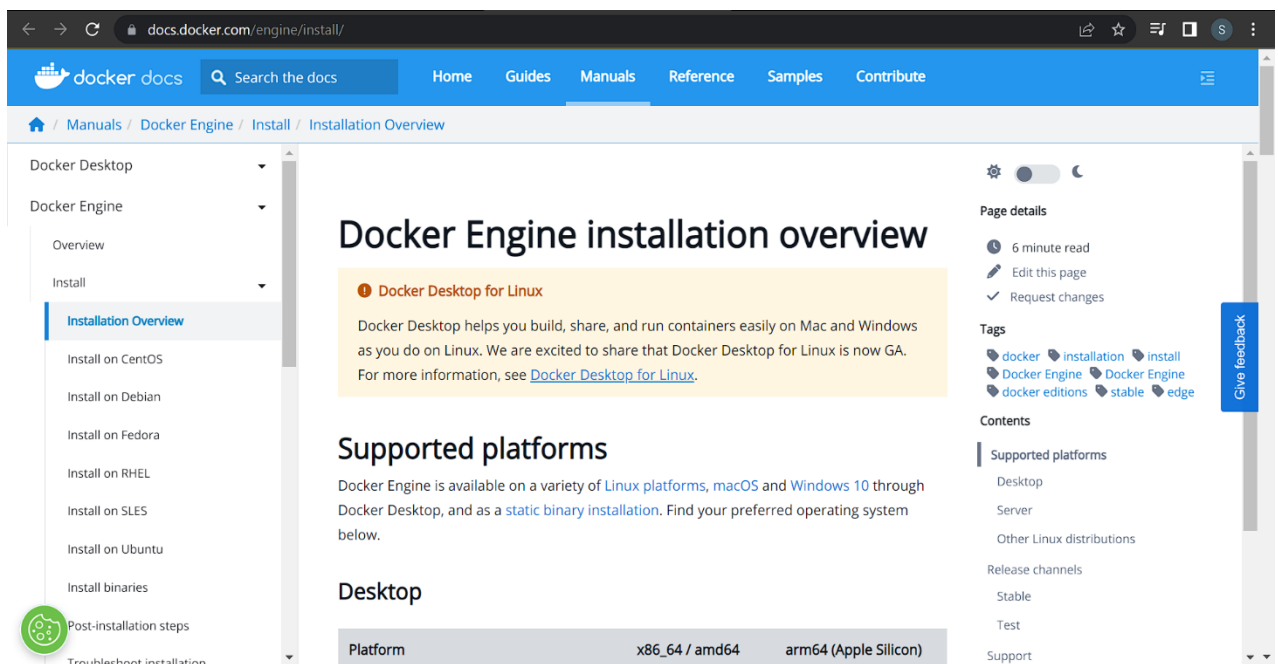 docs.docker.com/engine/install/
S
docker docs
Search the docs
Home Guides Manuals Reference Samples Contribute
/ Manuals / Docker Engine / Install / Installation Overview
Docker Desktop
Docker Engine
Overview
Install
Installation Overview
Install on CentOS
Install on Debian
Install on Fedora
Install on RHEL
Install on SLES
Install on Ubuntu
Install binaries
Post-installation steps
Troubleshoot installation
Docker Engine installation overview
Docker Desktop for Linux
Docker Desktop helps you build, share, and run containers easily on Mac and Windows
as you do on Linux. We are excited to share that Docker Desktop for Linux is now GA.
For more information, see Docker Desktop for Linux.
Supported platforms
Docker Engine is available on a variety of Linux platforms, macOS and Windows 10 through
Docker Desktop, and as a static binary installation. Find your preferred operating system
below.
Desktop
Platform x86_64 / amd64 arm64 (Apple Silicon)
Page details
6 minute read
Edit this page
Request changes
Tags
docker installation install
Docker Engine Docker Engine
docker editions stable edge
Contents
Supported platforms
Desktop
Server
Other Linux distributions
Release channels
Stable
Test
Support
Give feedback